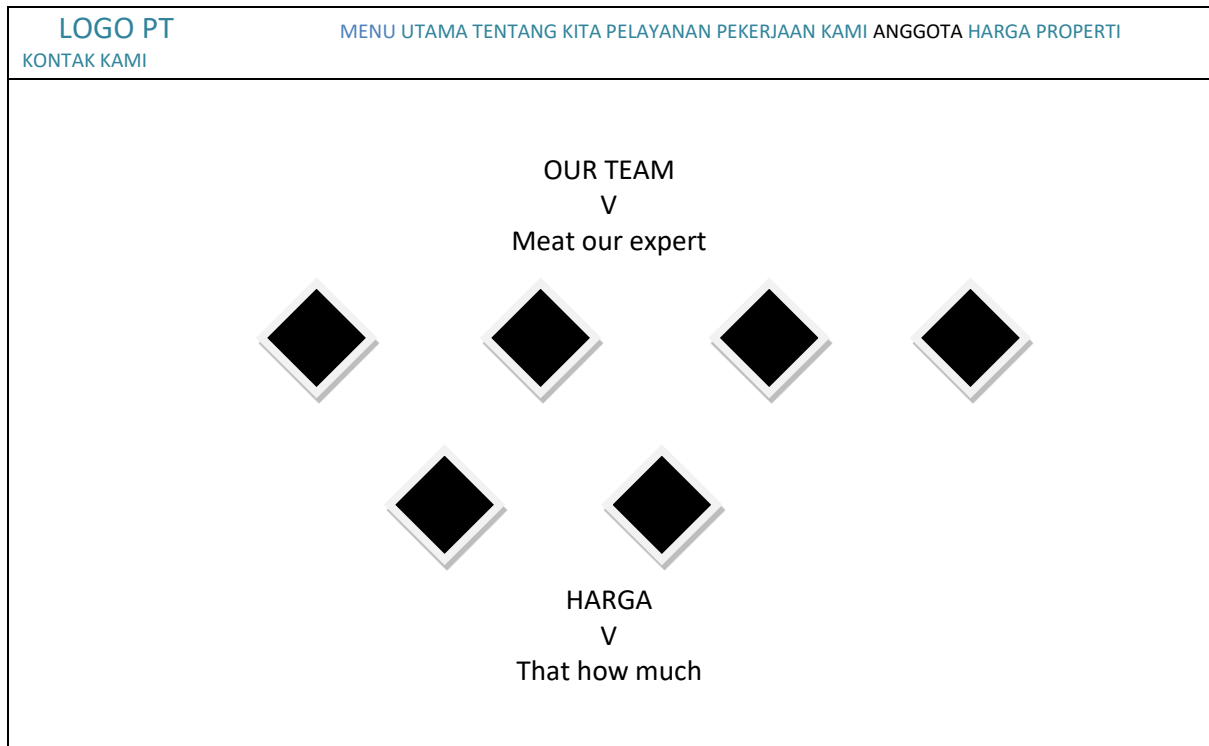 LOGO PT MENU UTAMA TENTANG KITA PELAYANAN PEKERJAAN KAMI ANGGOTA HARGA PROPERTI
KONTAK KAMI
OUR TEAM
V
Meat our expert
HARGA
V
That how much